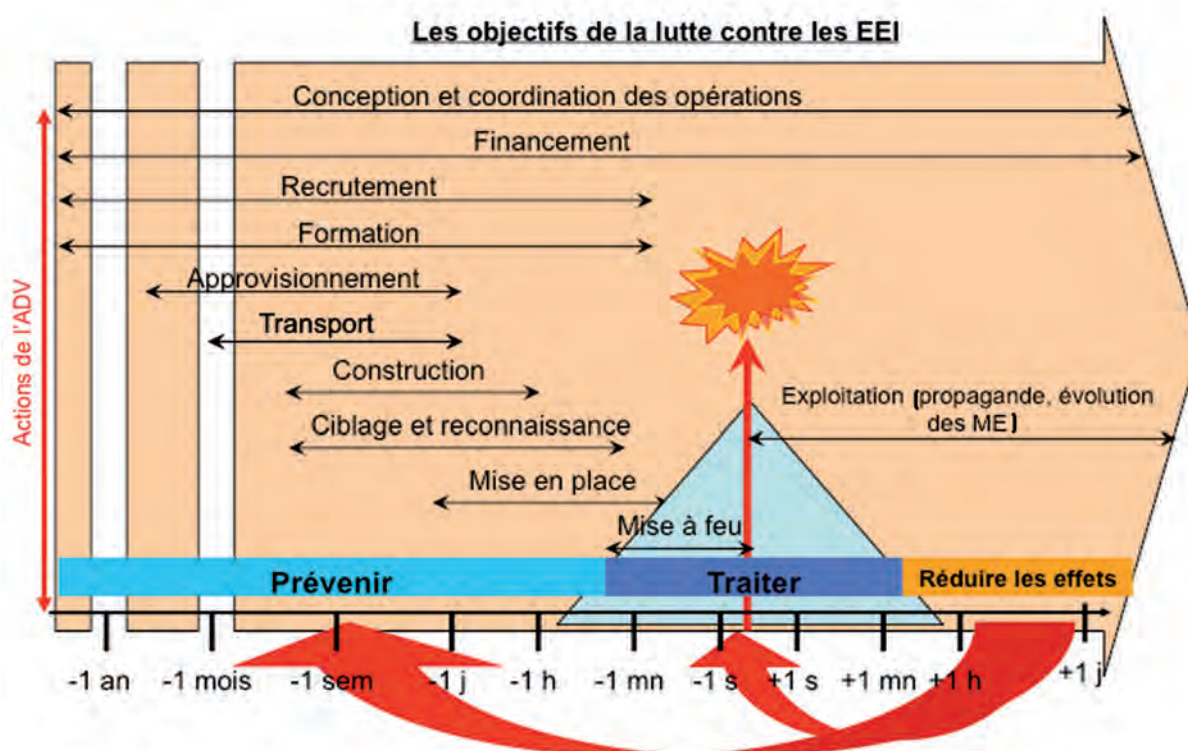 Les objectifs de la lutte contre les EEI
Conception et coordination des opérations
Financement
Recrutement
Formation
Approvisionnement
Transport
Construction
Exploitation (propagande, évolution
des ME)
Ciblage et reconnaissance
Mise en place
Mise à feu
Actions de l'ADV
Prévenir
Traiter
Réduire les effets
-1 an -1 mois -1 sem -1 j -1 h -1 mn -1 s +1 s +1 mn +1 h +1 j